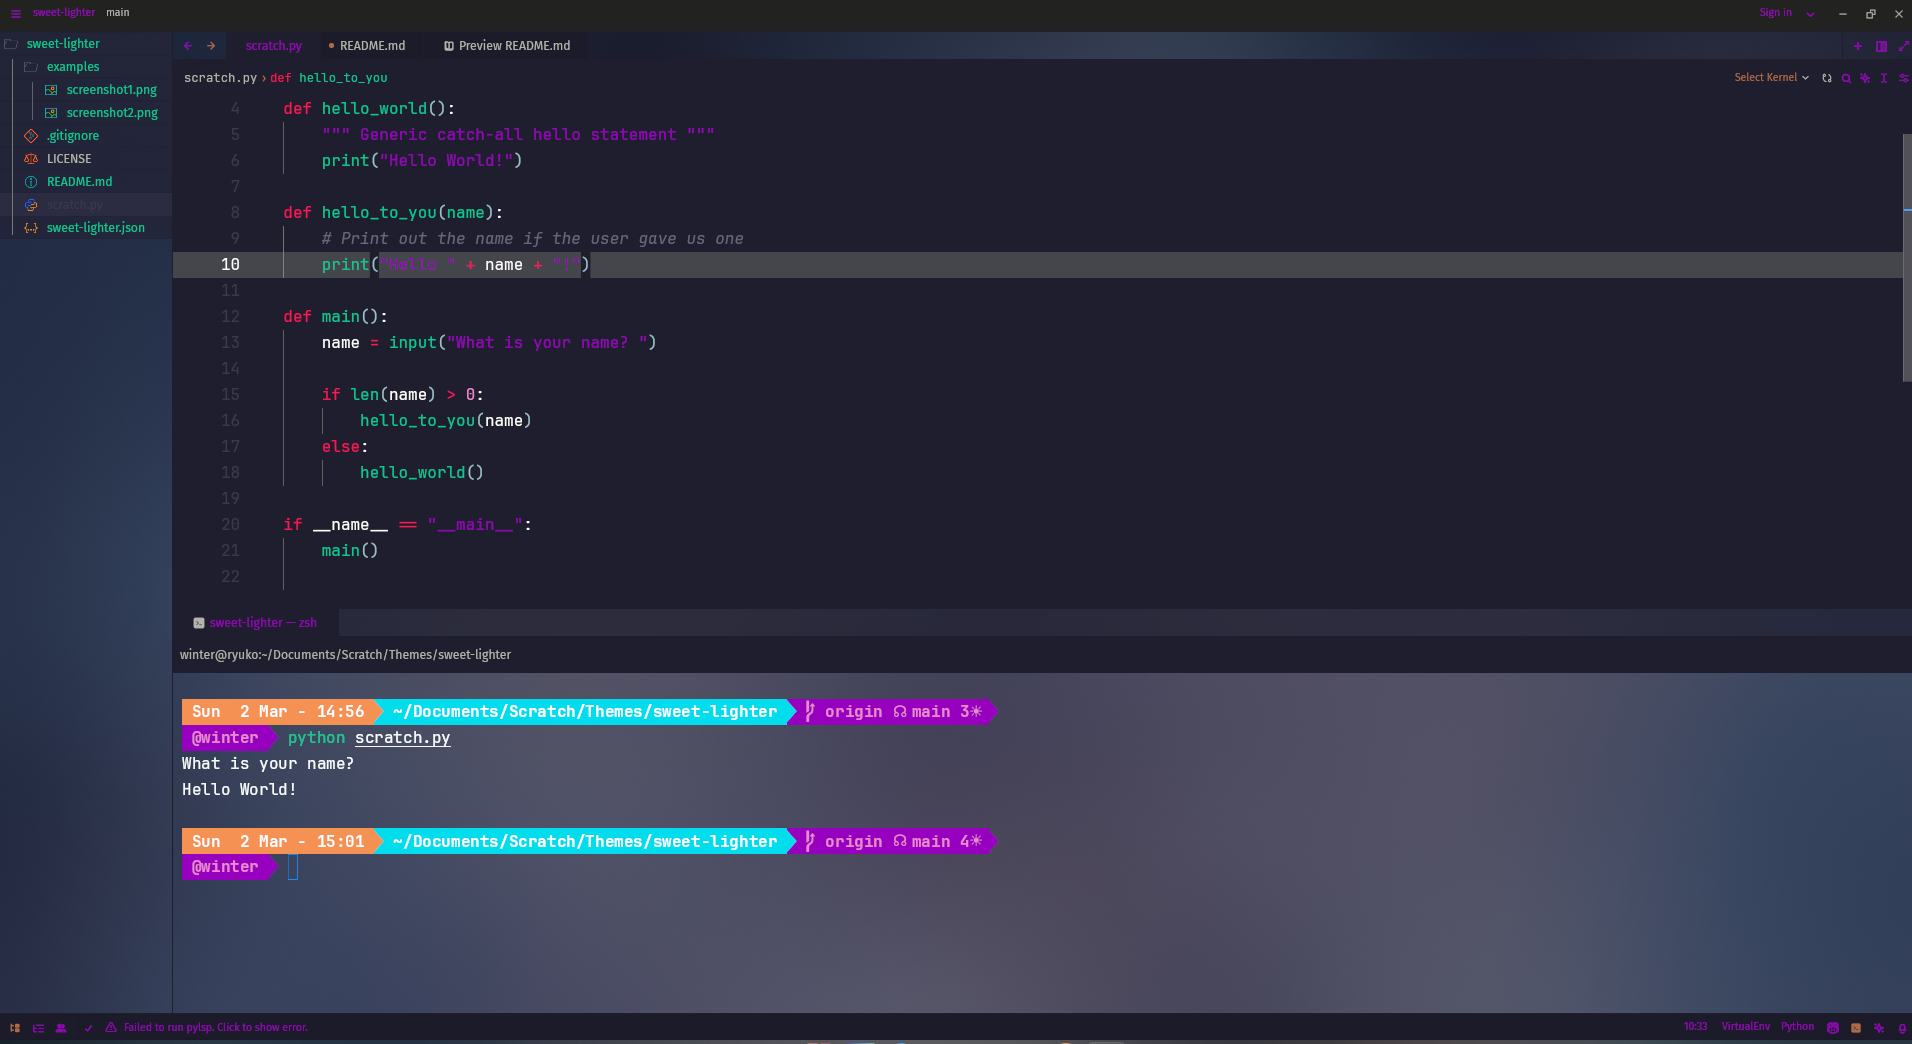 sweet-lighter main Sign in
sweet-lighter
examples
screenshot1.png
screenshot2.png
.gitignore
LICENSE
README.md
scratch.py
sweet-lighter.json
scratch.py README.md Preview README.md
scratch.py › def hello_to_you Select Kernel
4 def hello_world():
5 """ Generic catch-all hello statement """
6 print("Hello World!")
7
8 def hello_to_you(name):
9 # Print out the name if the user gave us one
10 print("Hello " + name + "!")
11
12 def main():
13 name = input("What is your name? ")
14
15 if len(name) > 0:
16 hello_to_you(name)
17 else:
18 hello_world()
19
20 if __name__ == "__main__":
21 main()
22
sweet-lighter — zsh
winter@ryuko:~/Documents/Scratch/Themes/sweet-lighter
Sun 2 Mar - 14:56 ~/Documents/Scratch/Themes/sweet-lighter origin main 3
@winter python scratch.py
What is your name?
Hello World!
Sun 2 Mar - 15:01 ~/Documents/Scratch/Themes/sweet-lighter origin main 4
@winter
Failed to run pylsp. Click to show error. 10:33 VirtualEnv Python